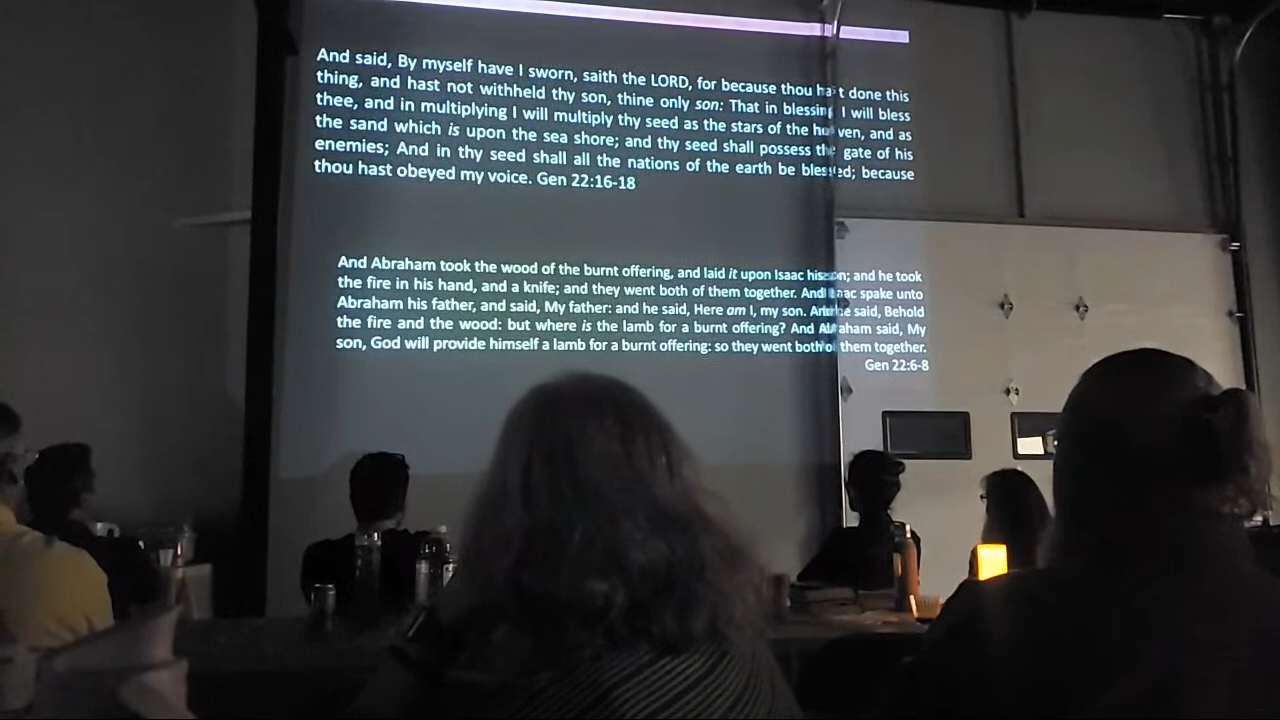 And said, By myself have I sworn, saith the LORD, for because thou hast done this
thing, and hast not withheld thy son, thine only son: That in blessing I will bless
thee, and in multiplying I will multiply thy seed as the stars of the heaven, and as
the sand which is upon the sea shore; and thy seed shall possess the gate of his
enemies; And in thy seed shall all the nations of the earth be blessed; because
thou hast obeyed my voice. Gen 22:16-18
And Abraham took the wood of the burnt offering, and laid it upon Isaac his son; and he took
the fire in his hand, and a knife; and they went both of them together. And Isaac spake unto
Abraham his father, and said, My father: and he said, Here am I, my son. And he said, Behold
the fire and the wood: but where is the lamb for a burnt offering? And Abraham said, My
son, God will provide himself a lamb for a burnt offering: so they went both of them together.
Gen 22:6-8